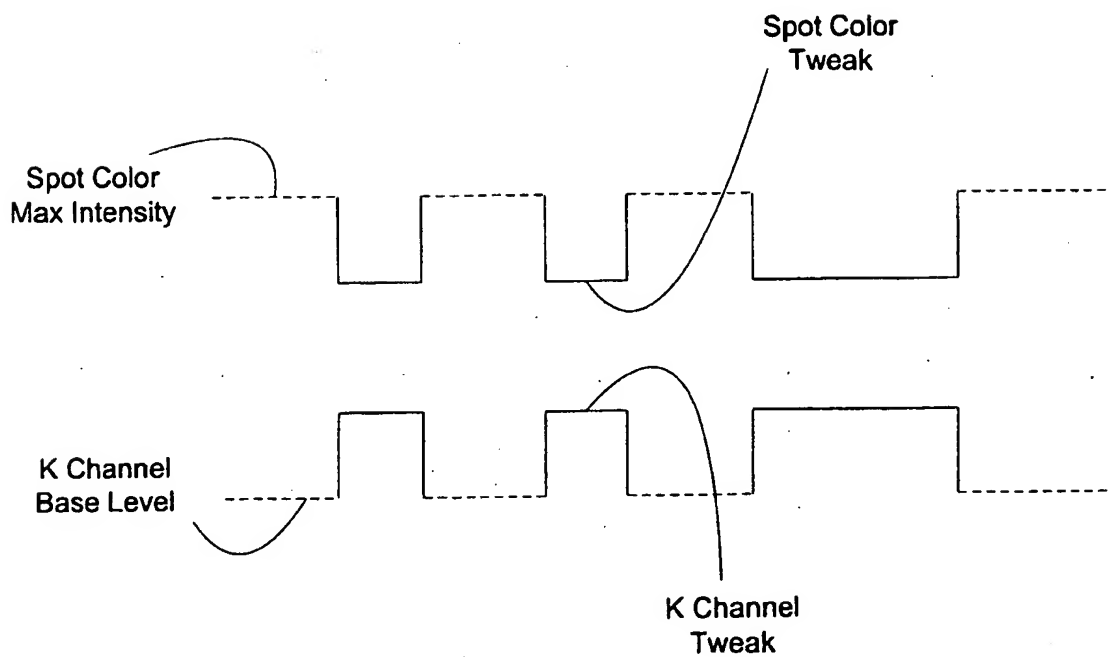 Spot Color
Tweak
Spot Color
Max Intensity
K Channel
Base Level
K Channel
Tweak